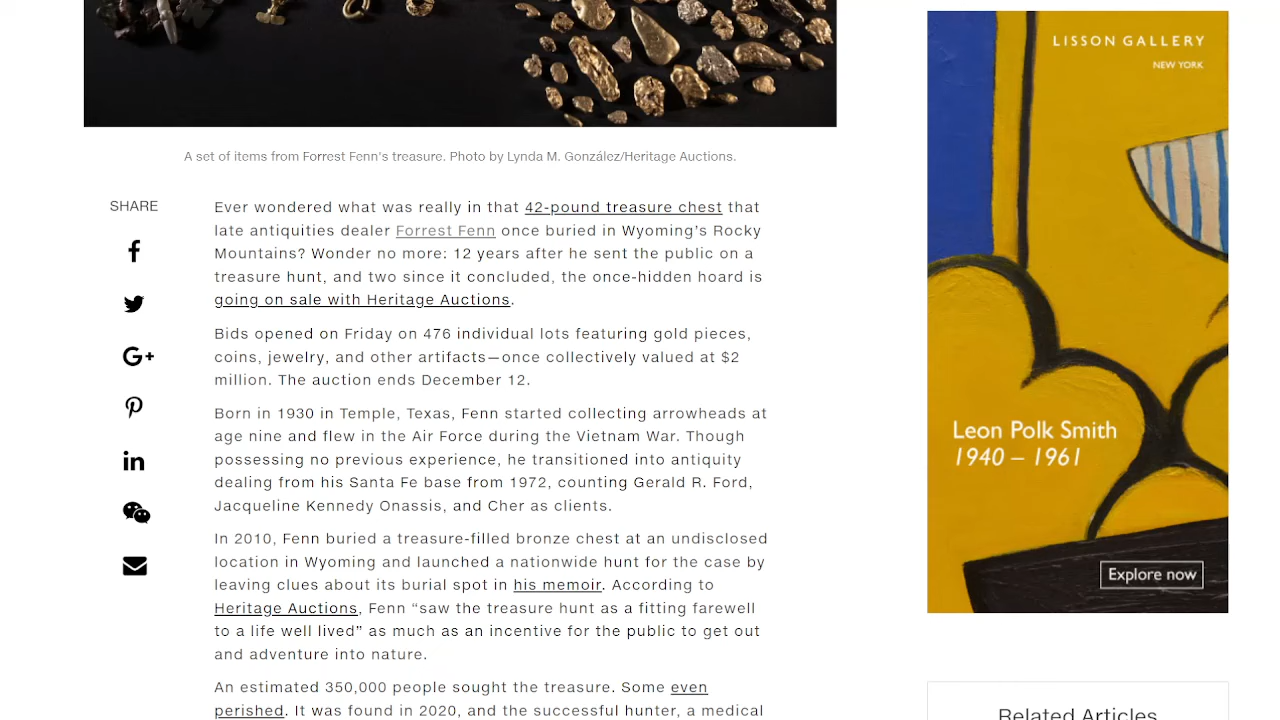 LISSON GALLERY
NEW YORK
A set of items from Forrest Fenn's treasure. Photo by Lynda M. González/Heritage Auctions.
SHARE
Ever wondered what was really in that 42-pound treasure chest that
late antiquities dealer Forrest Fenn once buried in Wyoming's Rocky
Mountains? Wonder no more: 12 years after he sent the public on a
treasure hunt, and two since it concluded, the once-hidden hoard is
going on sale with Heritage Auctions.
Bids opened on Friday on 476 individual lots featuring gold pieces,
coins, jewelry, and other artifacts—once collectively valued at $2
million. The auction ends December 12.
Born in 1930 in Temple, Texas, Fenn started collecting arrowheads at
age nine and flew in the Air Force during the Vietnam War. Though
possessing no previous experience, he transitioned into antiquity
dealing from his Santa Fe base from 1972, counting Gerald R. Ford,
Jacqueline Kennedy Onassis, and Cher as clients.
In 2010, Fenn buried a treasure-filled bronze chest at an undisclosed
location in Wyoming and launched a nationwide hunt for the case by
leaving clues about its burial spot in his memoir. According to
Heritage Auctions, Fenn “saw the treasure hunt as a fitting farewell
to a life well lived” as much as an incentive for the public to get out
and adventure into nature.
An estimated 350,000 people sought the treasure. Some even
perished. It was found in 2020, and the successful hunter, a medical
Leon Polk Smith
1940 – 1961
Explore now
Related Articles